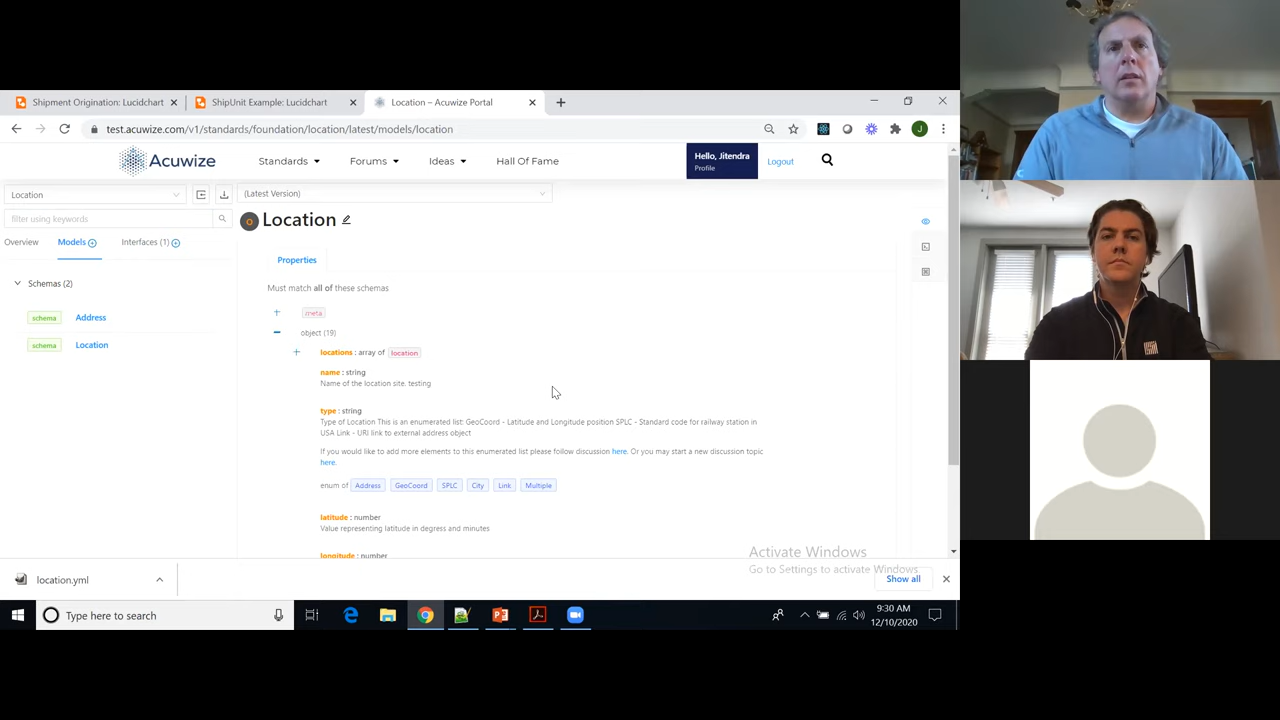 Shipment Origination: Lucidchart
ShipUnit Example: Lucidchart
Location – Acuwize Portal
test.acuwize.com/v1/standards/foundation/location/latest/models/location
J
Acuwize
Standards
Forums
Ideas
Hall Of Fame
Hello, Jitendra
Profile
Logout
Location
(Latest Version)
filter using keywords
O Location
Overview
Models
Interfaces (1)
Properties
Schemas (2)
Must match all of these schemas
meta
schema Address
object (19)
schema Location
locations : array of location
name : string
Name of the location site. testing
type : string
Type of Location This is an enumerated list: GeoCoord - Latitude and Longitude position SPLC - Standard code for railway station in
USA Link - URI link to external address object
If you would like to add more elements to this enumerated list please follow discussion here. Or you may start a new discussion topic
here.
enum of Address GeoCoord SPLC City Link Multiple
latitude : number
Value representing latitude in degress and minutes
longitude : number
Activate Windows
Go to Settings to activate Windows.
location.yml
Show all
Type here to search
9:30 AM
12/10/2020